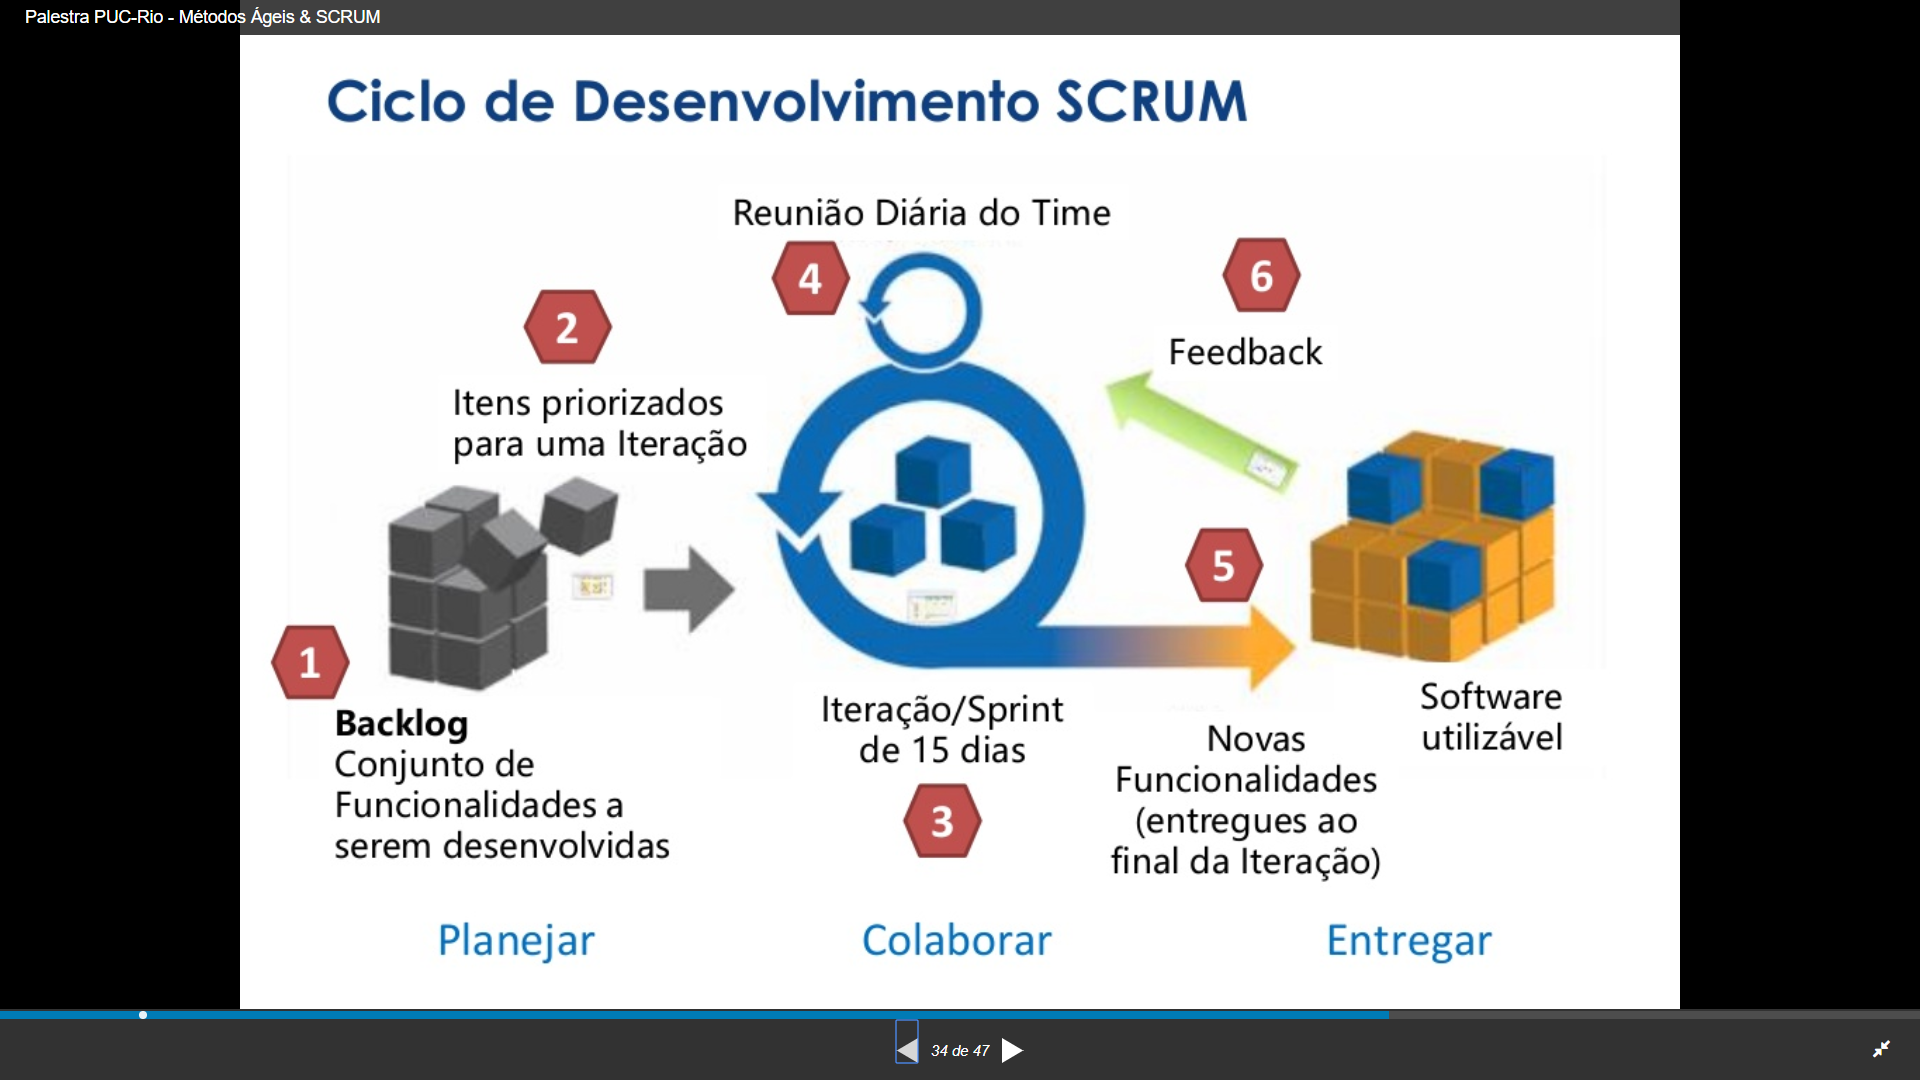 Palestra PUC-Rio - Métodos Ágeis & SCRUM
Ciclo de Desenvolvimento SCRUM
Reunião Diária do Time
4
6
2
Feedback
Itens priorizados
para uma Iteração
5
1
Backlog
Conjunto de
Funcionalidades a
serem desenvolvidas
Iteração/Sprint
de 15 dias
3
Novas
Funcionalidades
(entregues ao
final da Iteração)
Software
utilizável
Planejar
Colaborar
Entregar
34 de 47